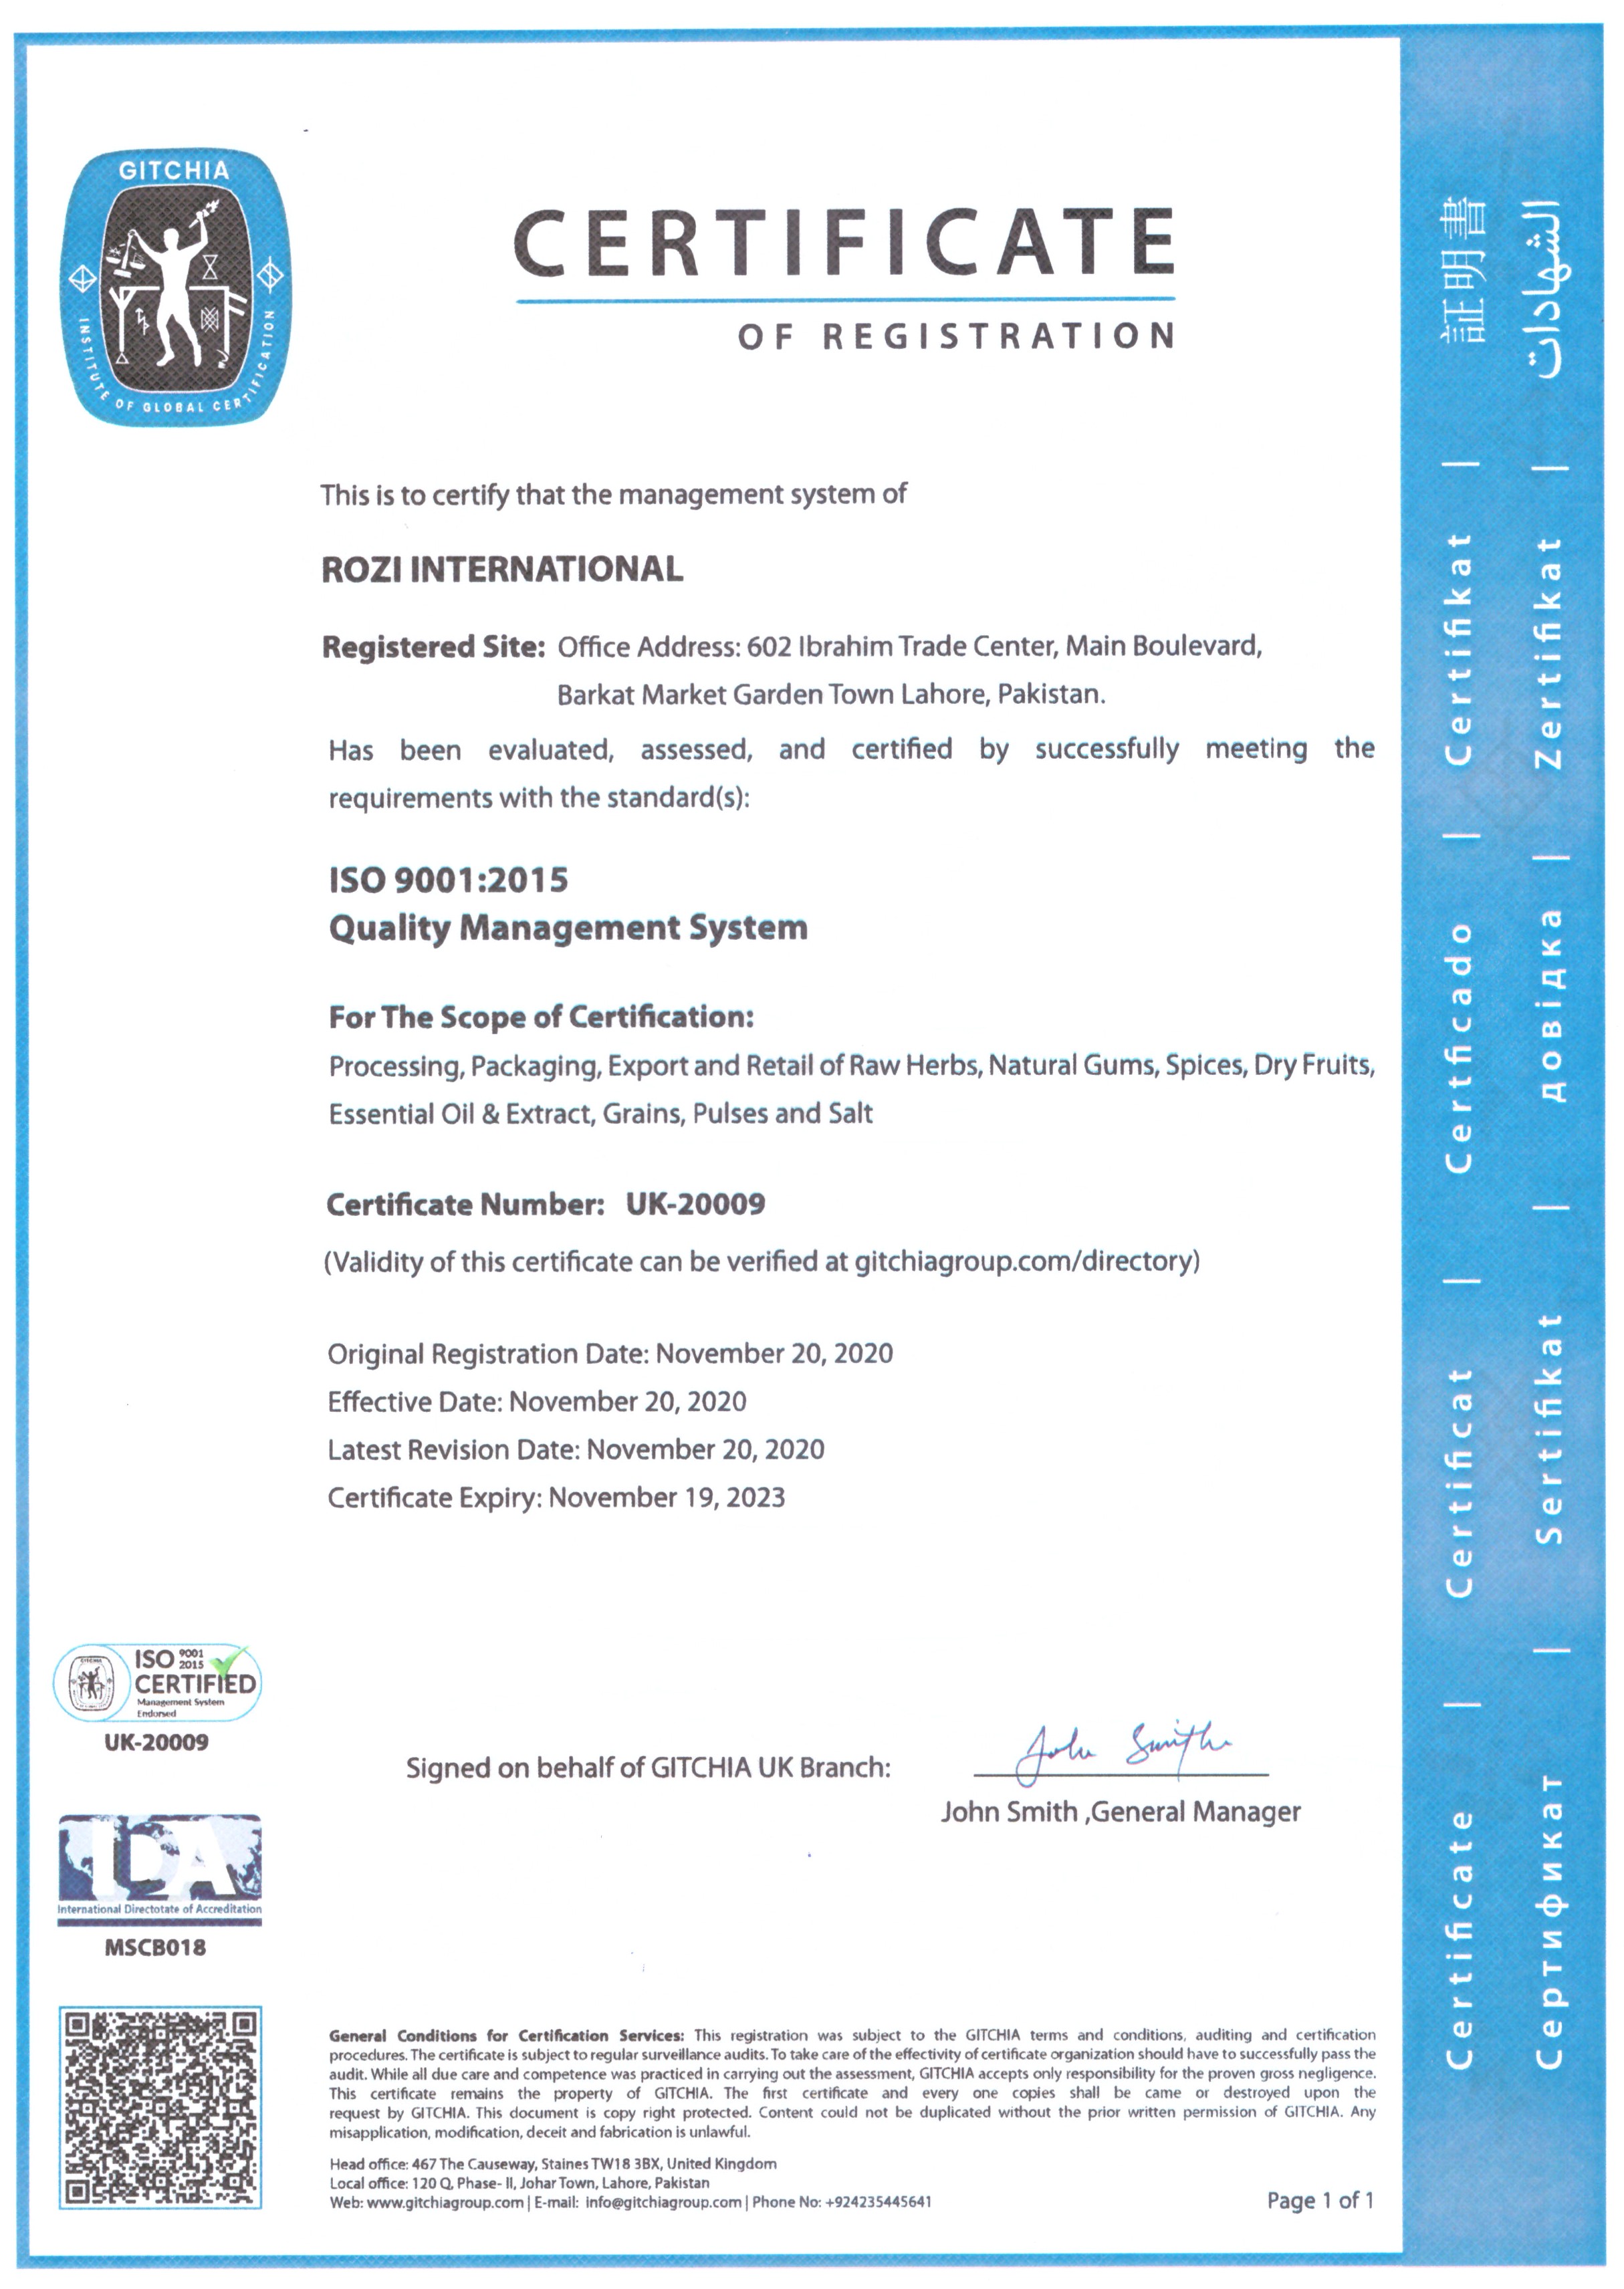 GITCHIA
INSTITUTE OF GLOBAL CERTIFICATION
CERTIFICATE
OF REGISTRATION
This is to certify that the management system of
ROZI INTERNATIONAL
Registered Site: Office Address: 602 Ibrahim Trade Center, Main Boulevard,
Barkat Market Garden Town Lahore, Pakistan.
Has been evaluated, assessed, and certified by successfully meeting the
requirements with the standard(s):
ISO 9001:2015
Quality Management System
For The Scope of Certification:
Processing, Packaging, Export and Retail of Raw Herbs, Natural Gums, Spices, Dry Fruits,
Essential Oil & Extract, Grains, Pulses and Salt
Certificate Number: UK-20009
(Validity of this certificate can be verified at gitchiagroup.com/directory)
Original Registration Date: November 20, 2020
Effective Date: November 20, 2020
Latest Revision Date: November 20, 2020
Certificate Expiry: November 19, 2023
ISO 9001 2015
CERTIFIED
Management System
Endorsed
UK-20009
Signed on behalf of GITCHIA UK Branch:
John Smith
John Smith ,General Manager
IDA
International Directotate of Accreditation
MSCB018
General Conditions for Certification Services: This registration was subject to the GITCHIA terms and conditions, auditing and certification
procedures. The certificate is subject to regular surveillance audits. To take care of the effectivity of certificate organization should have to successfully pass the
audit. While all due care and competence was practiced in carrying out the assessment, GITCHIA accepts only responsibility for the proven gross negligence.
This certificate remains the property of GITCHIA. The first certificate and every one copies shall be came or destroyed upon the
request by GITCHIA. This document is copy right protected. Content could not be duplicated without the prior written permission of GITCHIA. Any
misapplication, modification, deceit and fabrication is unlawful.
Head office: 467 The Causeway, Staines TW18 3BX, United Kingdom
Local office: 120 Q, Phase- II, Johar Town, Lahore, Pakistan
Web: www.gitchiagroup.com | E-mail: info@gitchiagroup.com | Phone No: +924235445641
Page 1 of 1
Certificate | Certificat | Certificado | Certifikat | 証明書
Сертификат | Sertifikat | довідка | Zertifikat | الشهادات